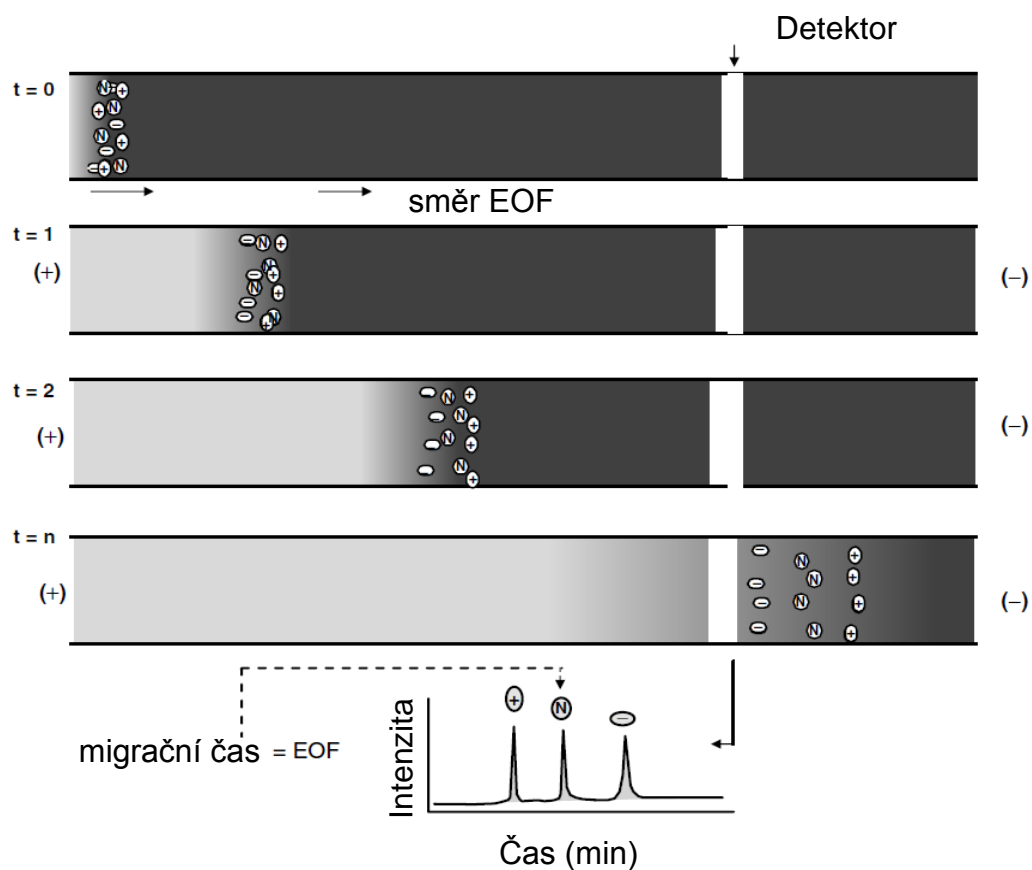 Detektor
t = 0
směr EOF
t = 1
(+)
(–)
t = 2
(+)
(–)
t = n
(+)
(–)
+
N
–
migrační čas = EOF
Intenzita
Čas (min)